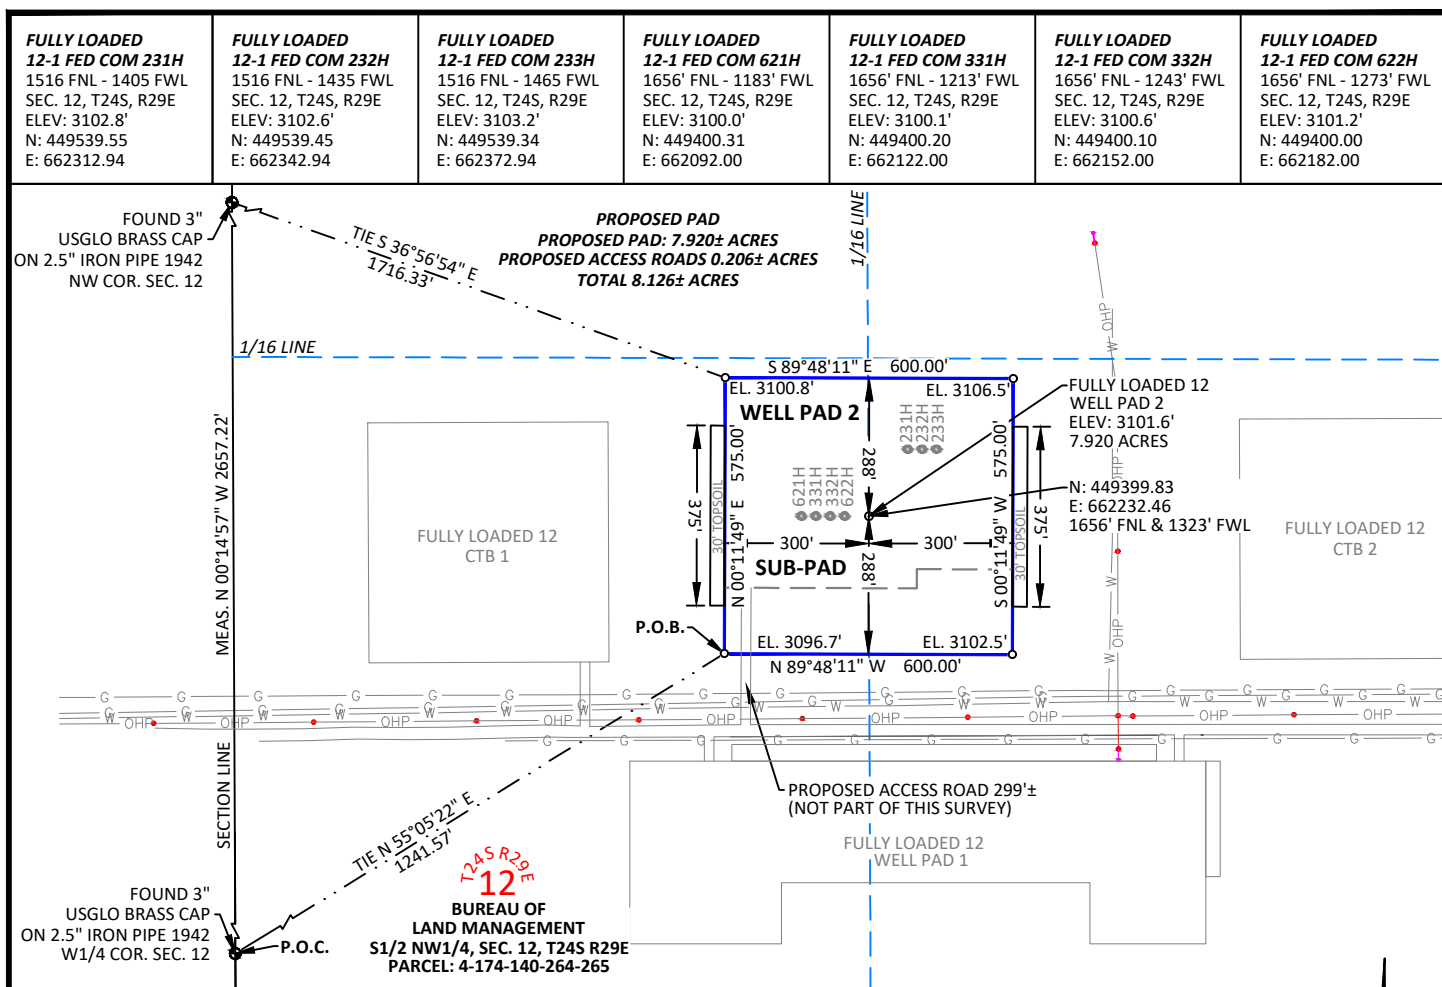 FULLY LOADED
12-1 FED COM 231H
1516 FNL - 1405 FWL
SEC. 12, T24S, R29E
ELEV: 3102.8'
N: 449539.55
E: 662312.94
FULLY LOADED
12-1 FED COM 232H
1516 FNL - 1435 FWL
SEC. 12, T24S, R29E
ELEV: 3102.6'
N: 449539.45
E: 662342.94
FULLY LOADED
12-1 FED COM 233H
1516 FNL - 1465 FWL
SEC. 12, T24S, R29E
ELEV: 3103.2'
N: 449539.34
E: 662372.94
FULLY LOADED
12-1 FED COM 621H
1656' FNL - 1183' FWL
SEC. 12, T24S, R29E
ELEV: 3100.0'
N: 449400.31
E: 662092.00
FULLY LOADED
12-1 FED COM 331H
1656' FNL - 1213' FWL
SEC. 12, T24S, R29E
ELEV: 3100.1'
N: 449400.20
E: 662122.00
FULLY LOADED
12-1 FED COM 332H
1656' FNL - 1243' FWL
SEC. 12, T24S, R29E
ELEV: 3100.6'
N: 449400.10
E: 662152.00
FULLY LOADED
12-1 FED COM 622H
1656' FNL - 1273' FWL
SEC. 12, T24S, R29E
ELEV: 3101.2'
N: 449400.00
E: 662182.00
FOUND 3"
USGLO BRASS CAP
ON 2.5" IRON PIPE 1942
NW COR. SEC. 12
TIE S 36°56'54" E
1716.33'
PROPOSED PAD
PROPOSED PAD: 7.920± ACRES
PROPOSED ACCESS ROADS 0.206± ACRES
TOTAL 8.126± ACRES
1/16 LINE
1/16 LINE
S 89°48'11" E 600.00'
EL. 3100.8'
EL. 3106.5'
WELL PAD 2
231H
232H
233H
621H
331H
332H
622H
FULLY LOADED 12
WELL PAD 2
ELEV: 3101.6'
7.920 ACRES
N: 449399.83
E: 662232.46
1656' FNL & 1323' FWL
MEAS. N 00°14'57" W 2657.22'
FULLY LOADED 12
CTB 1
375'
30' TOPSOIL
N 00°11'49" E 575.00'
288'
300'
300'
288'
SUB-PAD
S 00°11'49" W 575.00'
30' TOPSOIL
375'
FULLY LOADED 12
CTB 2
P.O.B.
EL. 3096.7'
EL. 3102.5'
N 89°48'11" W 600.00'
OHP
W
OHP
W
W
OHP
W
G G G G G G G G G G G G G
G G G G G G G G G G G G G
W W W W W W W W W W W W W
OHP OHP OHP OHP OHP OHP OHP OHP OHP
G G G G G G G G G
SECTION LINE
PROPOSED ACCESS ROAD 299'±
(NOT PART OF THIS SURVEY)
FULLY LOADED 12
WELL PAD 1
TIE N 55°05'22" E
1241.57'
T24S R29E
12
BUREAU OF
LAND MANAGEMENT
S1/2 NW1/4, SEC. 12, T24S R29E
PARCEL: 4-174-140-264-265
FOUND 3"
USGLO BRASS CAP
ON 2.5" IRON PIPE 1942
W1/4 COR. SEC. 12
P.O.C.